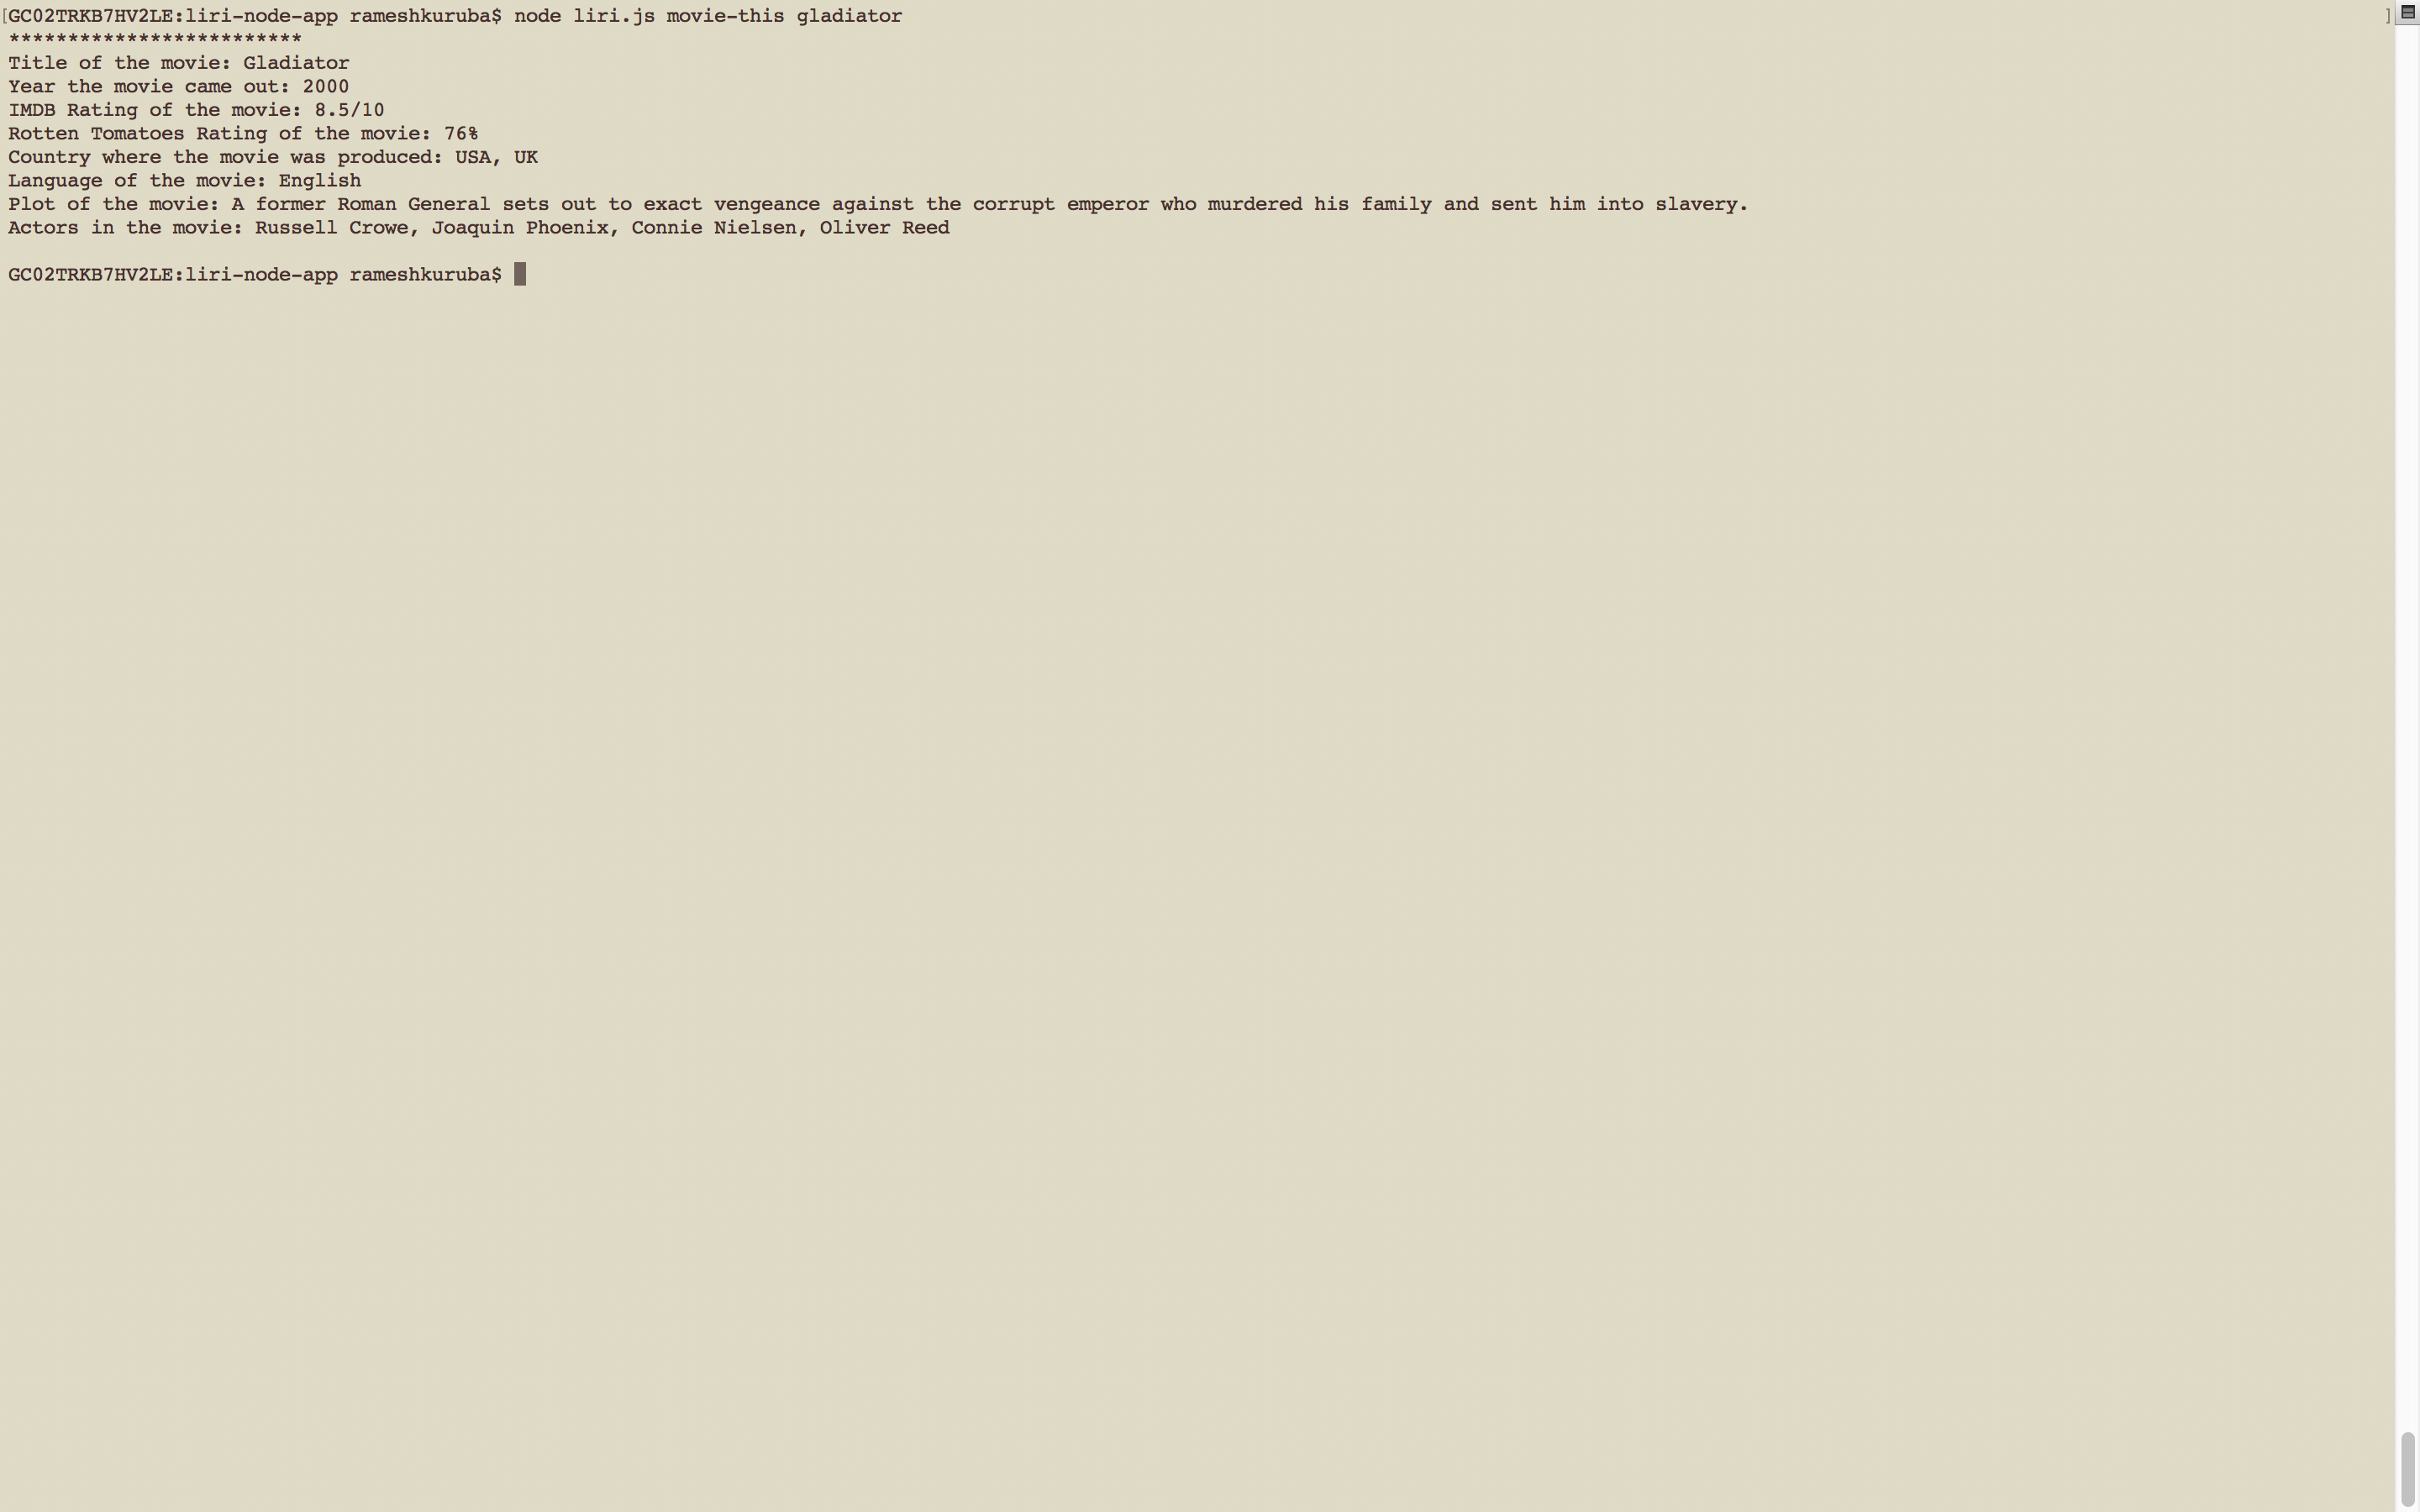 [GC02TRKB7HV2LE:liri-node-app rameshkuruba$ node liri.js movie-this gladiator ]
*************************
Title of the movie: Gladiator
Year the movie came out: 2000
IMDB Rating of the movie: 8.5/10
Rotten Tomatoes Rating of the movie: 76%
Country where the movie was produced: USA, UK
Language of the movie: English
Plot of the movie: A former Roman General sets out to exact vengeance against the corrupt emperor who murdered his family and sent him into slavery.
Actors in the movie: Russell Crowe, Joaquin Phoenix, Connie Nielsen, Oliver Reed
GC02TRKB7HV2LE:liri-node-app rameshkuruba$